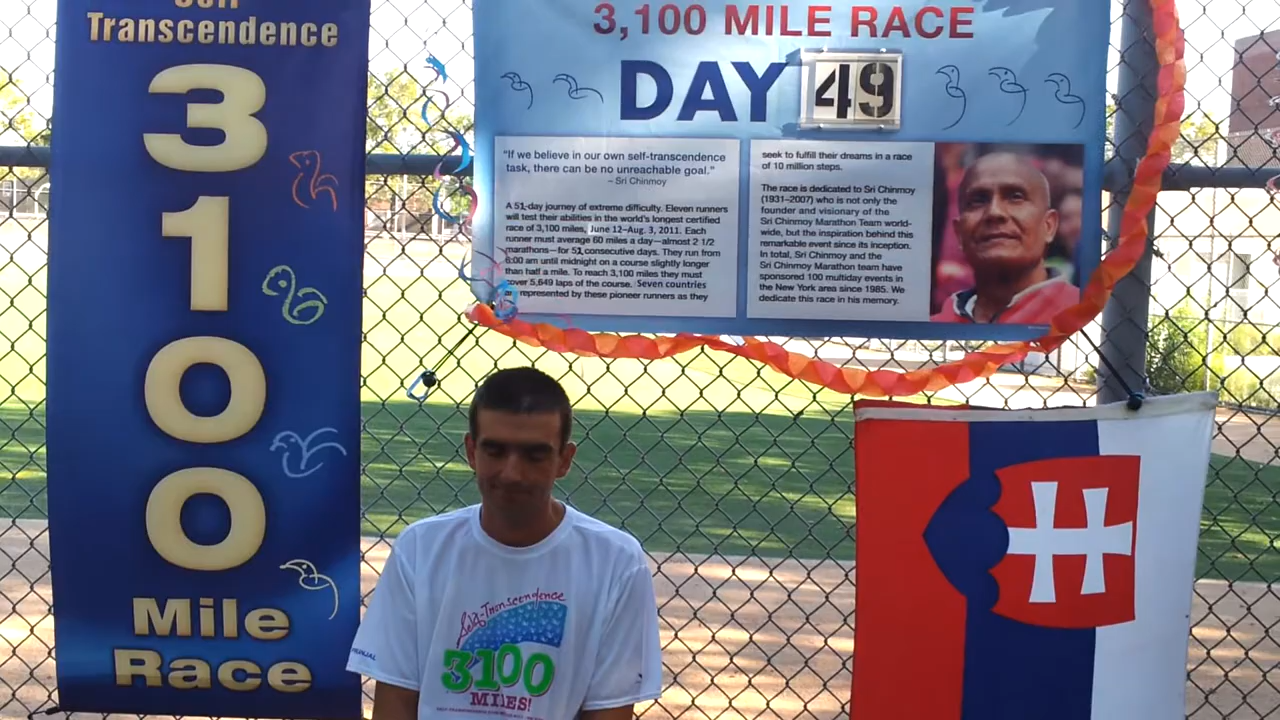 Self
Transcendence
3
1
0
0
Mile
Race
3,100 MILE RACE
DAY 49
"If we believe in our own self-transcendence
task, there can be no unreachable goal."
– Sri Chinmoy
A 51-day journey of extreme difficulty. Eleven runners
will test their abilities in the world's longest certified
race of 3,100 miles, June 12–Aug. 3, 2011. Each
runner must average 60 miles a day—almost 2 1/2
marathons—for 51 consecutive days. They run from
6:00 am until midnight on a course slightly longer
than half a mile. To reach 3,100 miles they must
cover 5,649 laps of the course. Seven countries
represented by these pioneer runners as they
seek to fulfill their dreams in a race
of 10 million steps.
The race is dedicated to Sri Chinmoy
(1931–2007) who is not only the
founder and visionary of the
Sri Chinmoy Marathon Team world-
wide, but the inspiration behind this
remarkable event since its inception.
In total, Sri Chinmoy and the
Sri Chinmoy Marathon team have
sponsored 100 multiday events in
the New York area since 1985. We
dedicate this race in his memory.
Self-Transcendence
3100
MILES!